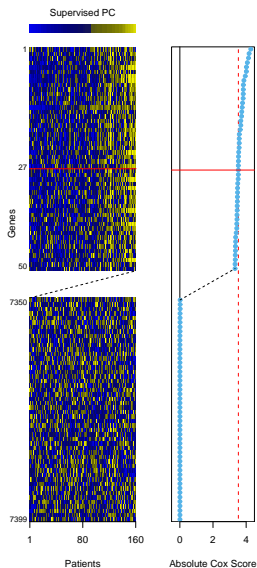 Supervised PC
1
27
Genes
50
7350
7399
1 80 160 0 2 4
Patients Absolute Cox Score